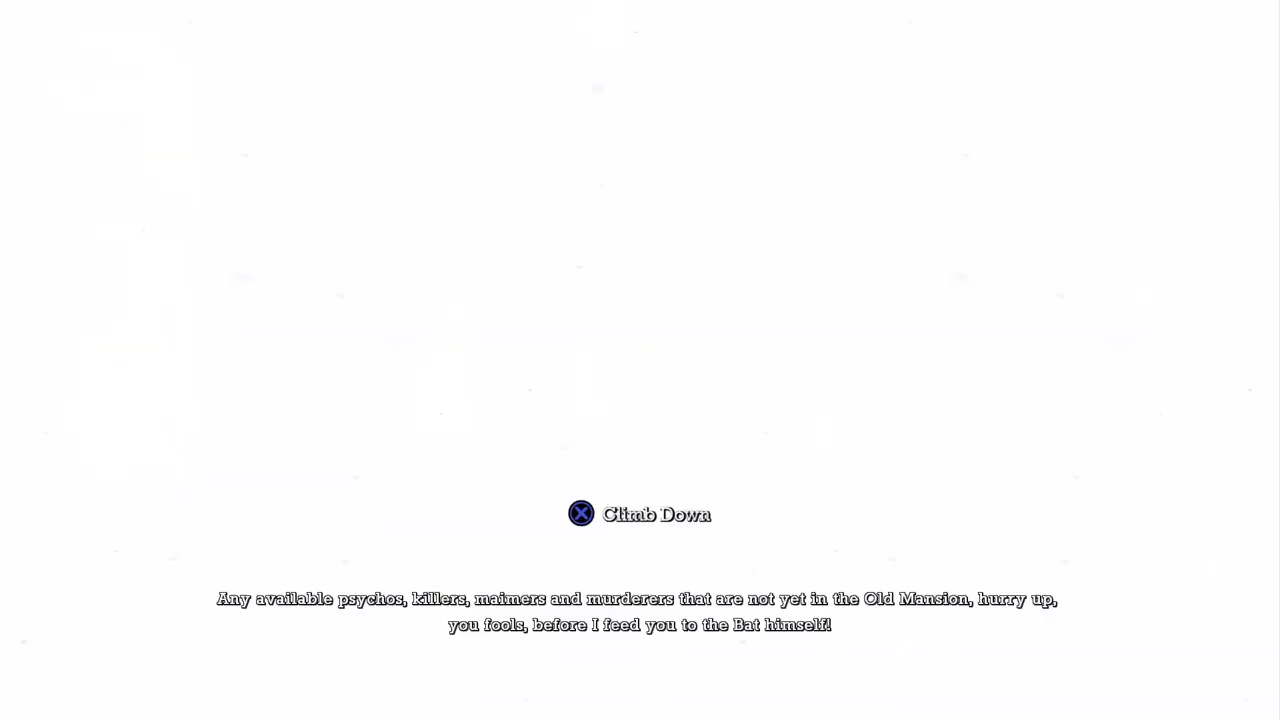 Climb Down
Any available psychos, killers, maimers and murderers that are not yet in the Old Mansion, hurry up,
you fools, before I feed you to the Bat himself!